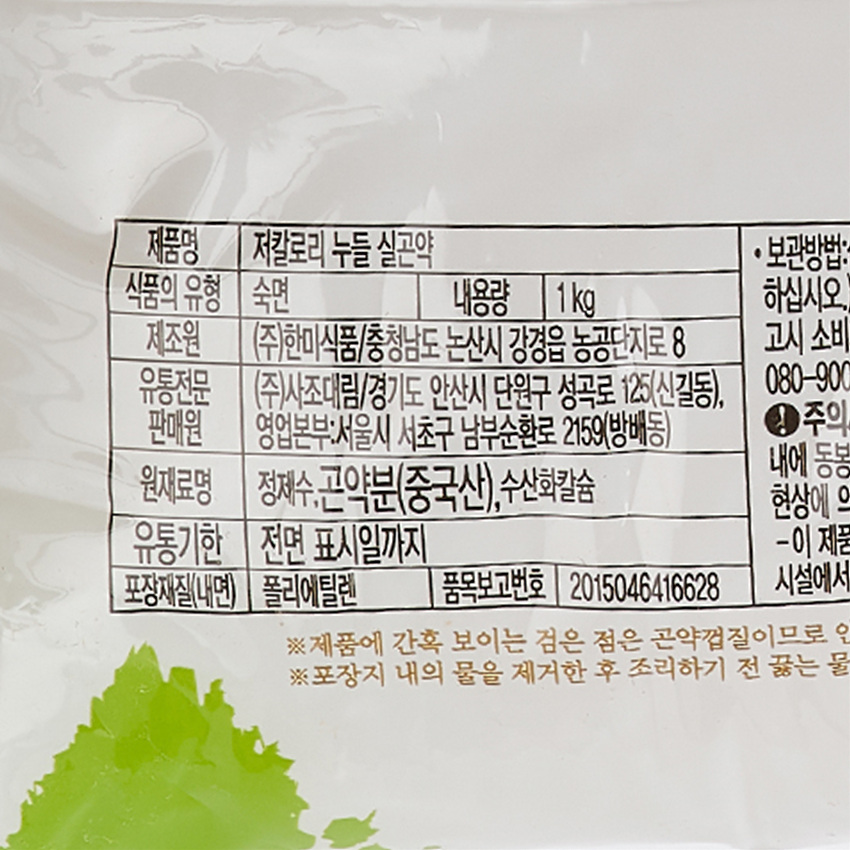 제품명 저칼로리 누들 실곤약
식품의 유형 숙면 내용량 1kg
제조원 (주)한미식품/충청남도 논산시 강경읍 농공단지로 8
유통전문 판매원 (주)사조대림/경기도 안산시 단원구 성곡로 125(신길동),
영업본부:서울시 서초구 남부순환로 2159(방배동)
원재료명 정제수,곤약분(중국산),수산화칼슘
유통기한 전면 표시일까지
포장재질(내면) 폴리에틸렌 품목보고번호 2015046416628
• 보관방법:
하십시오.
고시 소비
080-900
주의
내에 동봉
현상에 의
-이 제품
시설에서
※제품에 간혹 보이는 검은 점은 곤약껍질이므로
※포장지 내의 물을 제거한 후 조리하기 전 끓는 물